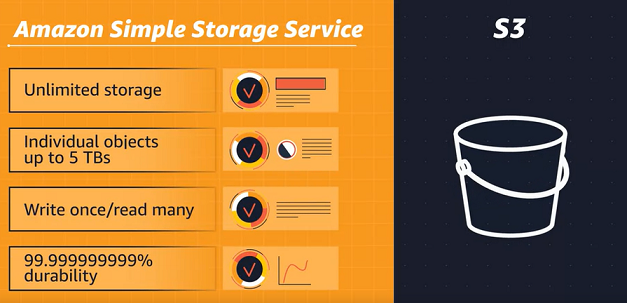 Amazon Simple Storage Service
S3
Unlimited storage
Individual objects
up to 5 TBs
Write once/read many
99.999999999%
durability